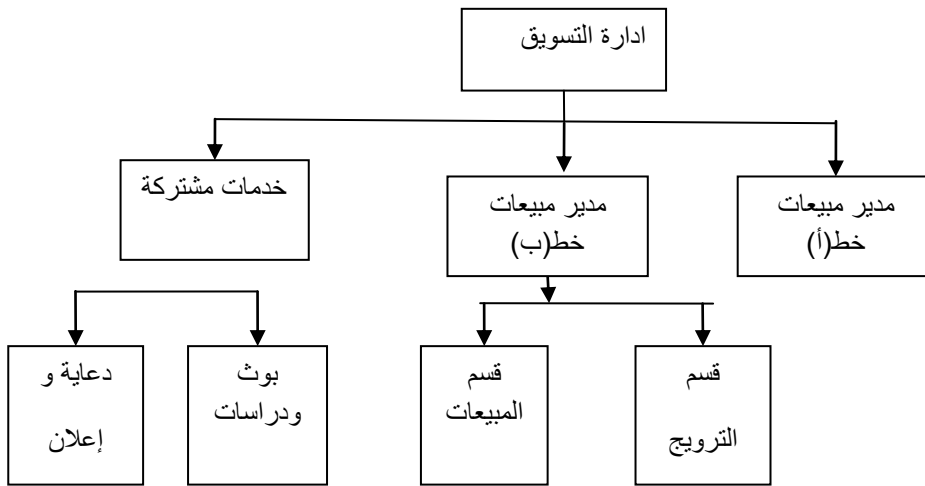 ادارة التسويق
مدير مبيعات
خط(أ)
مدير مبيعات
خط(ب)
خدمات مشتركة
قسم
الترويج
قسم
المبيعات
بوث
ودراسات
دعاية و
إعلان